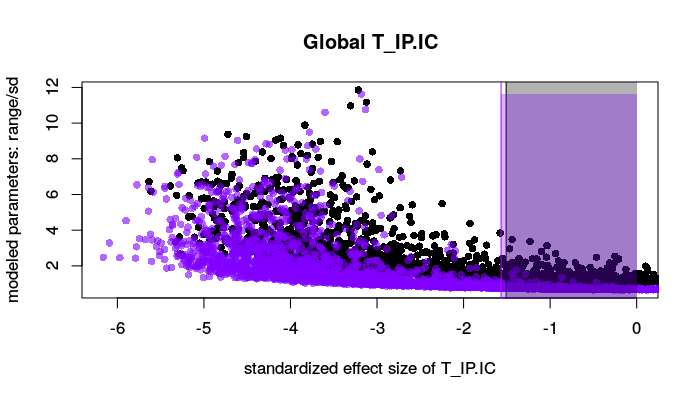 Global T_IP.IC
modeled parameters: range/sd
12
10
8
6
4
2
-6 -5 -4 -3 -2 -1 0
standardized effect size of T_IP.IC